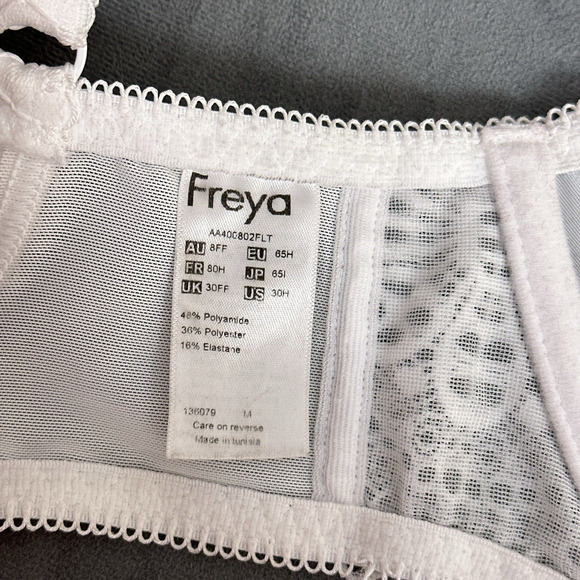 Freya
AA400802FLT
AU 8FF EU 65H
FR 80H JP 65I
UK 30FF US 30H
48% Polyamide
36% Polyester
16% Elastane
136079 M
Care on reverse
Made in tunisia